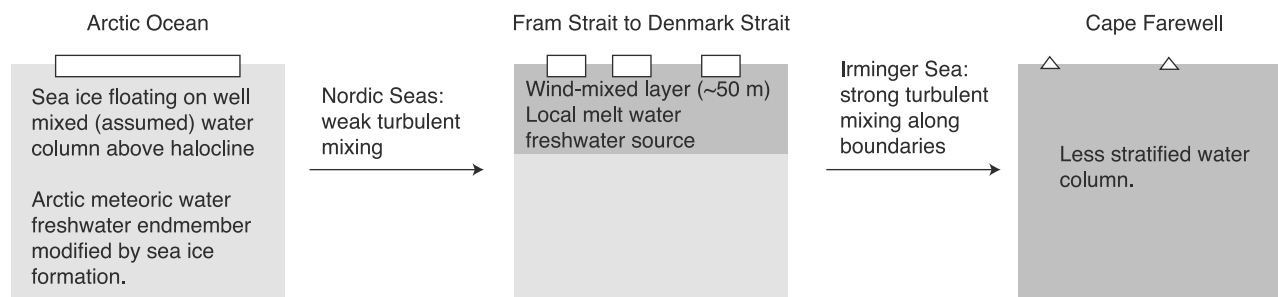 Arctic Ocean
Sea ice floating on well
mixed (assumed) water
column above halocline
Arctic meteoric water
freshwater endmember
modified by sea ice
formation.
Nordic Seas:
weak turbulent
mixing
Fram Strait to Denmark Strait
Wind-mixed layer (~50 m)
Local melt water
freshwater source
Irminger Sea:
strong turbulent
mixing along
boundaries
Cape Farewell
Less stratified water
column.